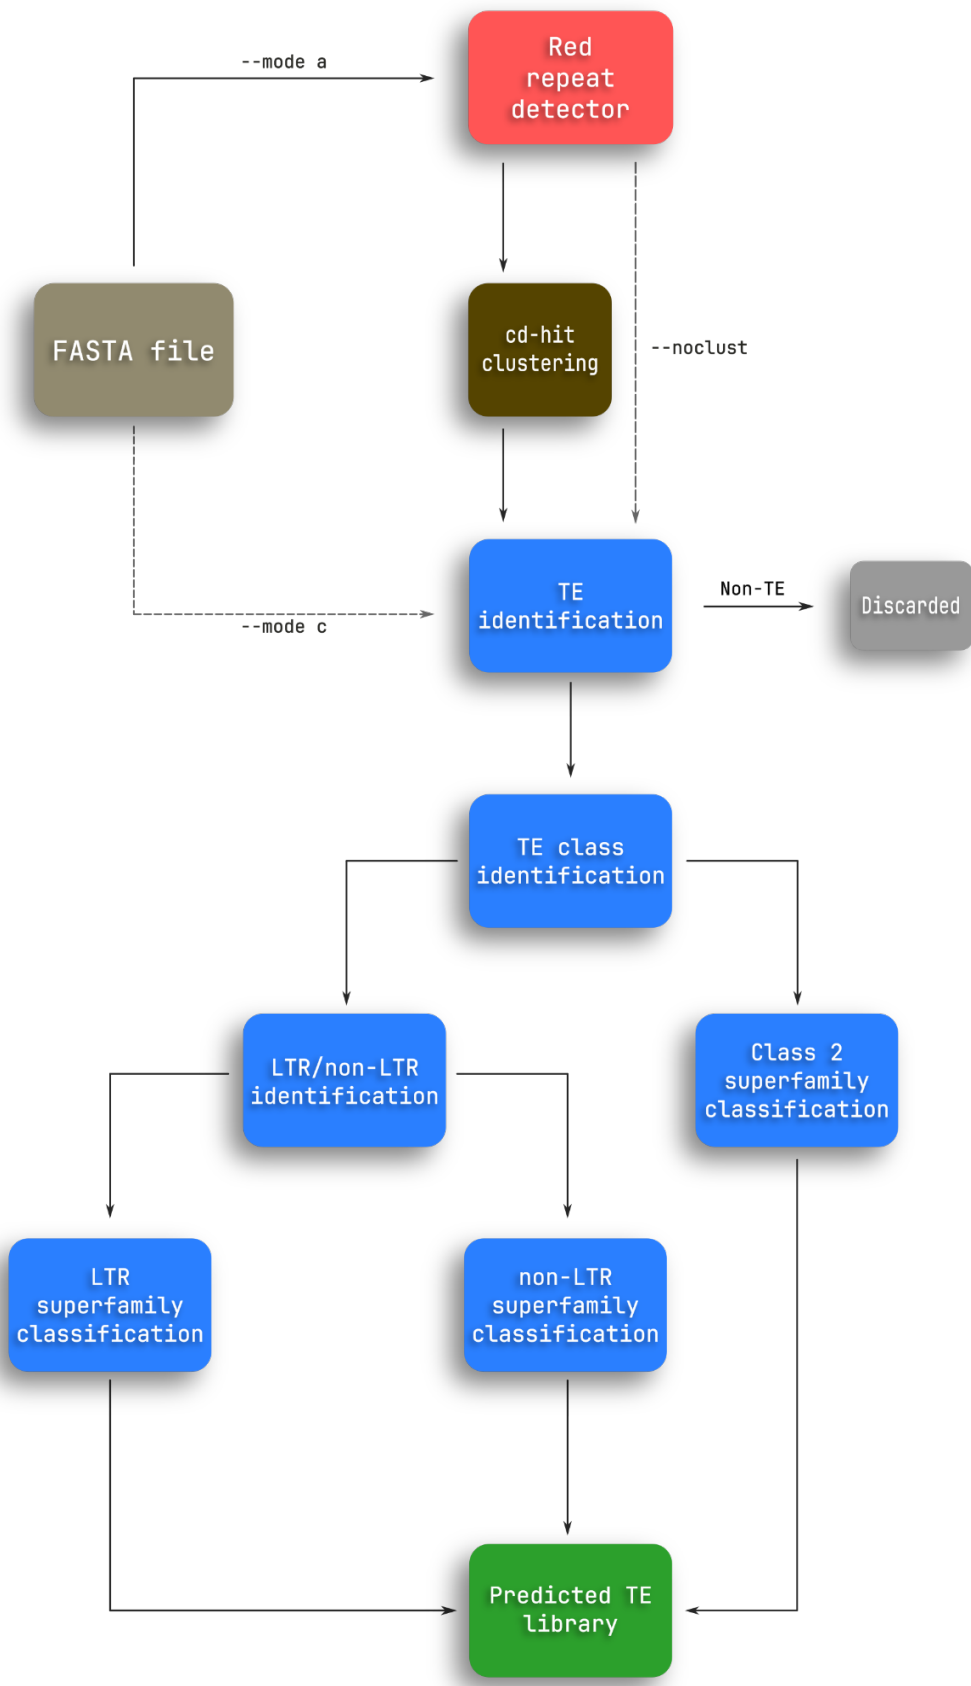 --mode a
Red
repeat
detector
FASTA file
cd-hit
clustering
--noclust
TE
identification
Non-TE
Discarded
--mode c
TE class
identification
LTR/non-LTR
identification
Class 2
superfamily
classification
LTR
superfamily
classification
non-LTR
superfamily
classification
Predicted TE
library